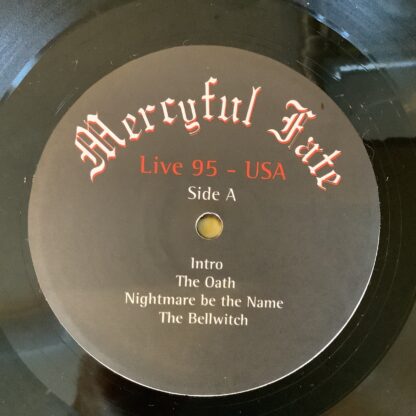 Mercyful Fate
Live 95 - USA
Side A
Intro
The Oath
Nightmare be the Name
The Bellwitch